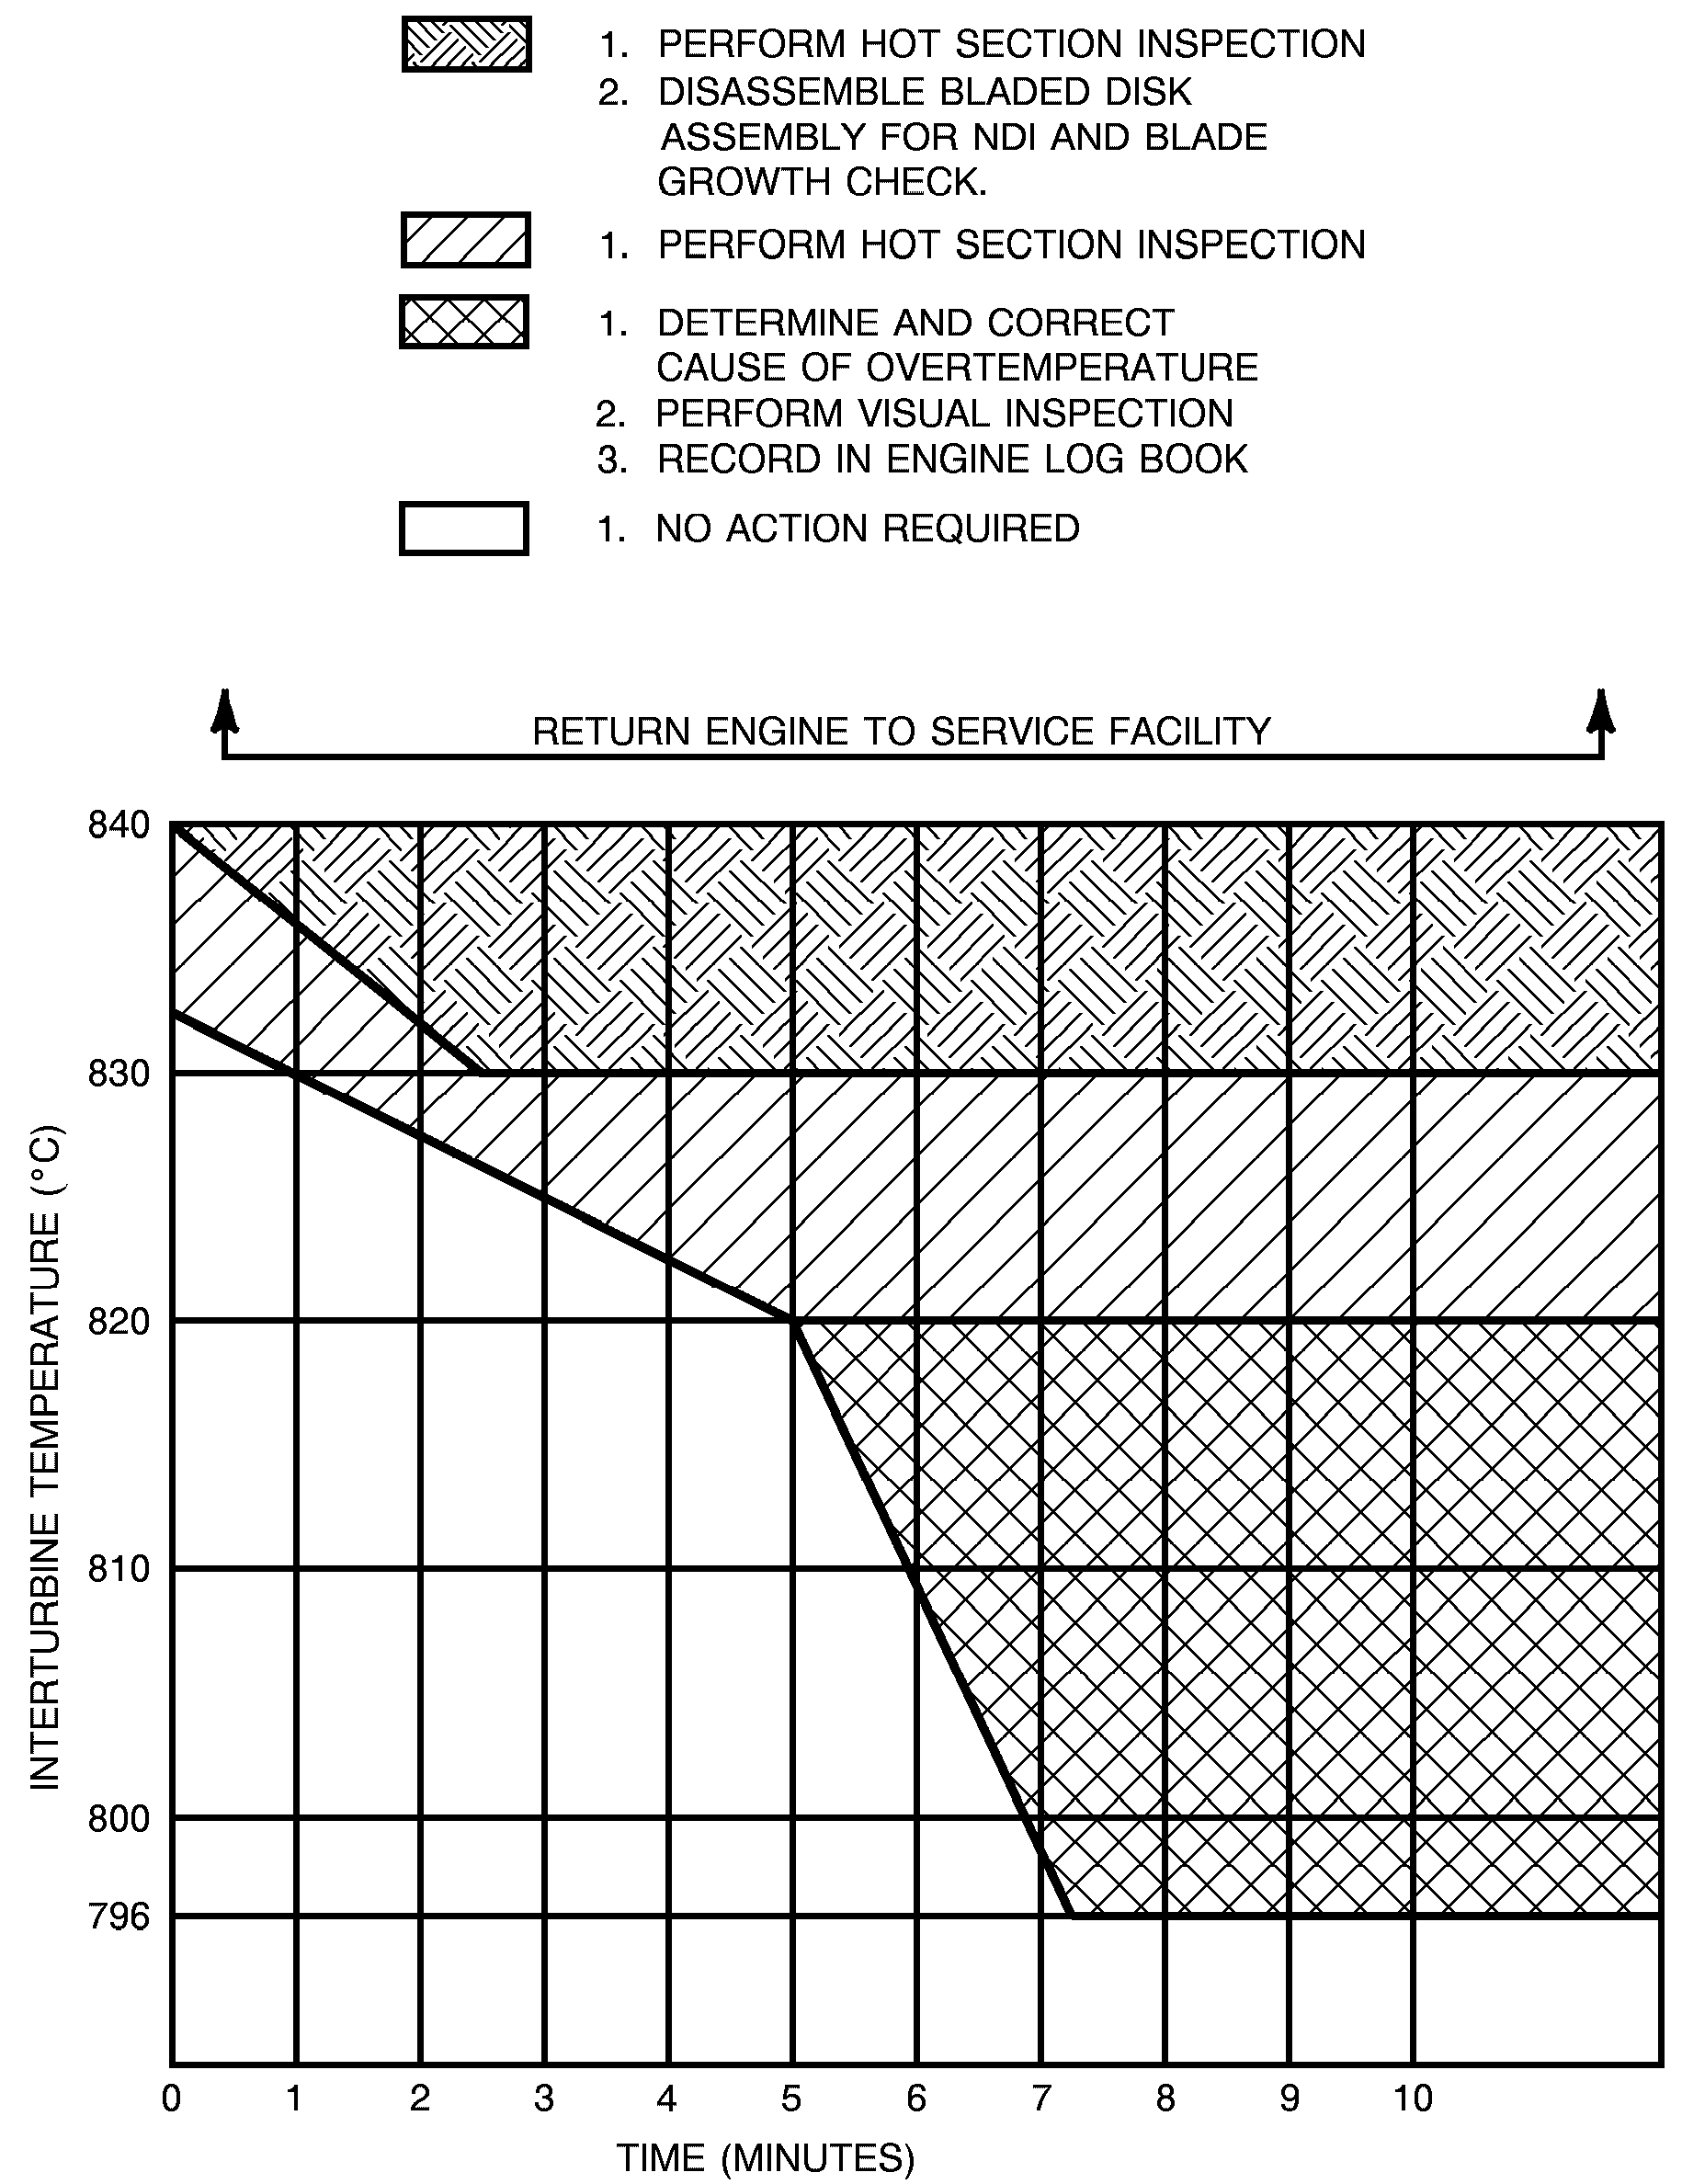 1. PERFORM HOT SECTION INSPECTION
2. DISASSEMBLE BLADED DISK
ASSEMBLY FOR NDI AND BLADE
GROWTH CHECK.
1. PERFORM HOT SECTION INSPECTION
1. DETERMINE AND CORRECT
CAUSE OF OVERTEMPERATURE
2. PERFORM VISUAL INSPECTION
3. RECORD IN ENGINE LOG BOOK
1. NO ACTION REQUIRED
RETURN ENGINE TO SERVICE FACILITY
840
830
820
810
800
796
INTERTURBINE TEMPERATURE (°C)
0 1 2 3 4 5 6 7 8 9 10
TIME (MINUTES)